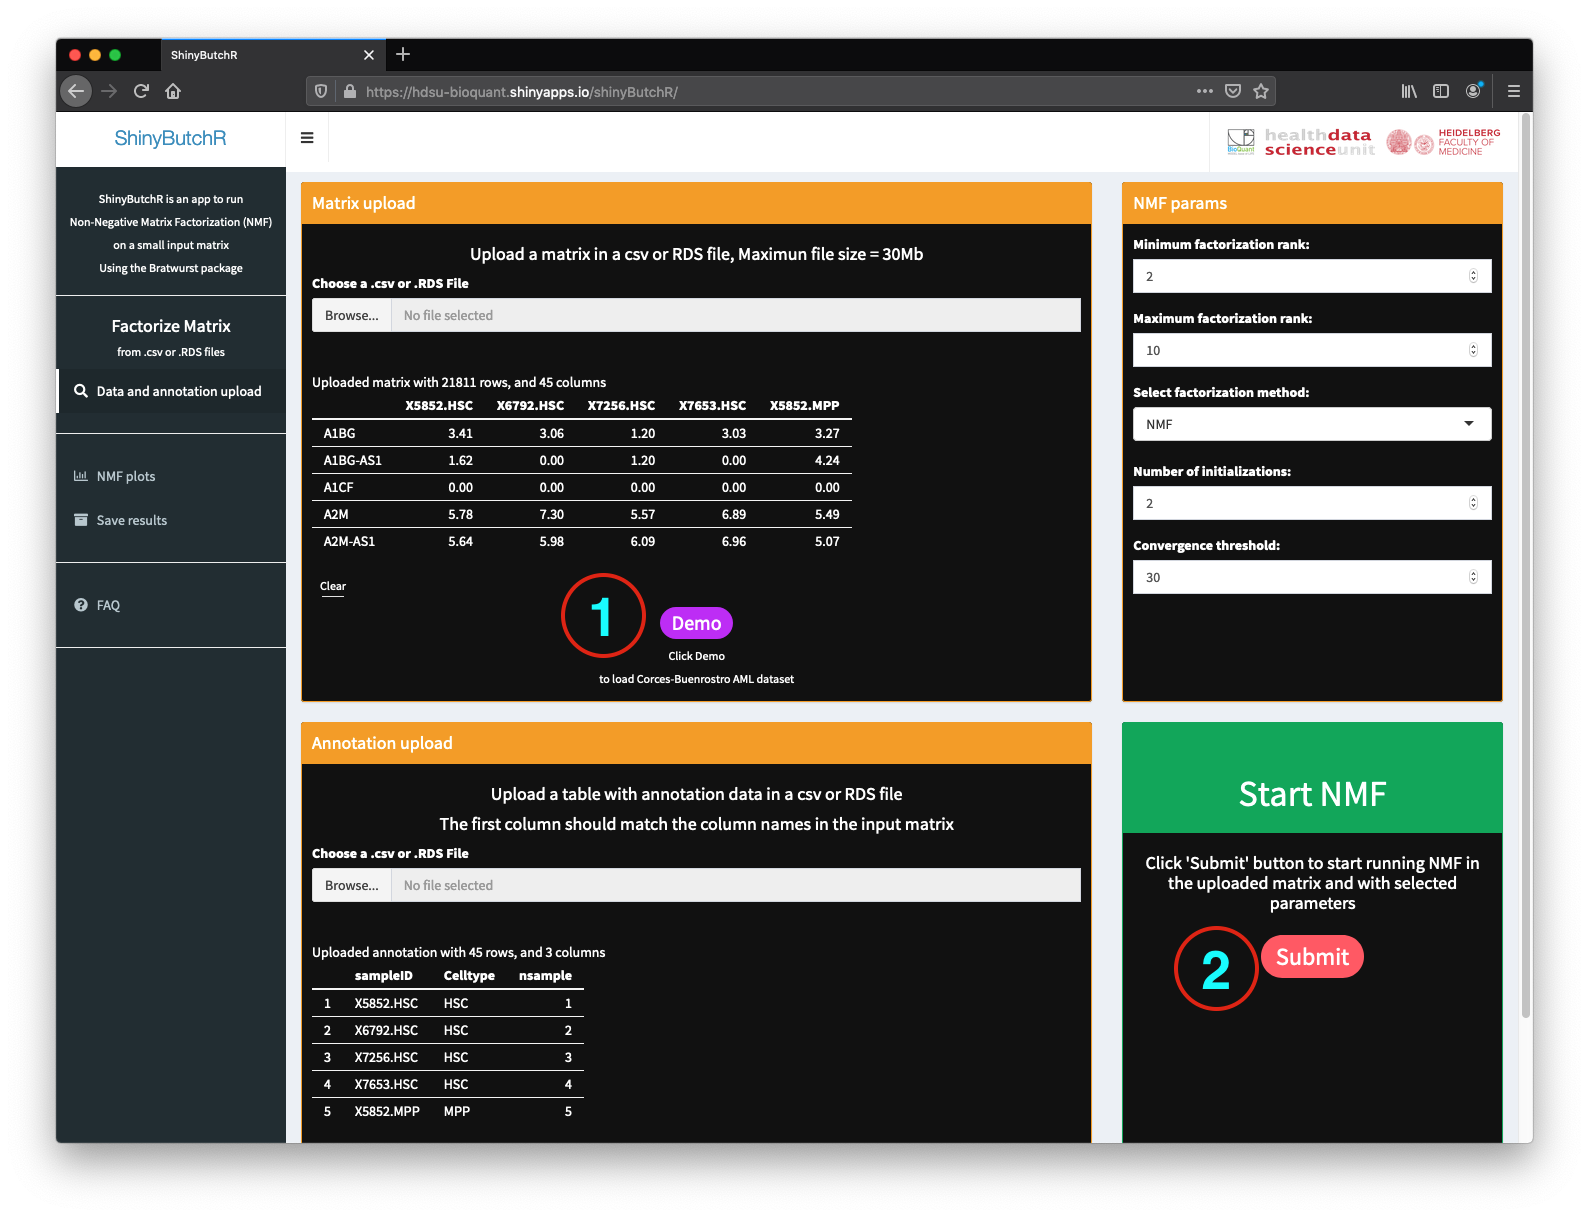 ShinyButchR
https://hdsu-bioquant.shinyapps.io/shinyButchR/
ShinyButchR
BioQuant
healthdata
scienceunit
HEIDELBERG
FACULTY OF
MEDICINE
ShinyButchR is an app to run
Non-Negative Matrix Factorization (NMF)
on a small input matrix
Using the Bratwurst package
Factorize Matrix
from .csv or .RDS files
Data and annotation upload
NMF plots
Save results
FAQ
Matrix upload
Upload a matrix in a csv or RDS file, Maximun file size = 30Mb
Choose a .csv or .RDS File
Browse... No file selected
Uploaded matrix with 21811 rows, and 45 columns
X5852.HSC X6792.HSC X7256.HSC X7653.HSC X5852.MPP
A1BG 3.41 3.06 1.20 3.03 3.27
A1BG-AS1 1.62 0.00 1.20 0.00 4.24
A1CF 0.00 0.00 0.00 0.00 0.00
A2M 5.78 7.30 5.57 6.89 5.49
A2M-AS1 5.64 5.98 6.09 6.96 5.07
Clear
1
Demo
Click Demo
to load Corces-Buenrostro AML dataset
NMF params
Minimum factorization rank:
2
Maximum factorization rank:
10
Select factorization method:
NMF
Number of initializations:
2
Convergence threshold:
30
Annotation upload
Upload a table with annotation data in a csv or RDS file
The first column should match the column names in the input matrix
Choose a .csv or .RDS File
Browse... No file selected
Uploaded annotation with 45 rows, and 3 columns
sampleID Celltype nsample
1 X5852.HSC HSC 1
2 X6792.HSC HSC 2
3 X7256.HSC HSC 3
4 X7653.HSC HSC 4
5 X5852.MPP MPP 5
Start NMF
Click 'Submit' button to start running NMF in
the uploaded matrix and with selected
parameters
2
Submit